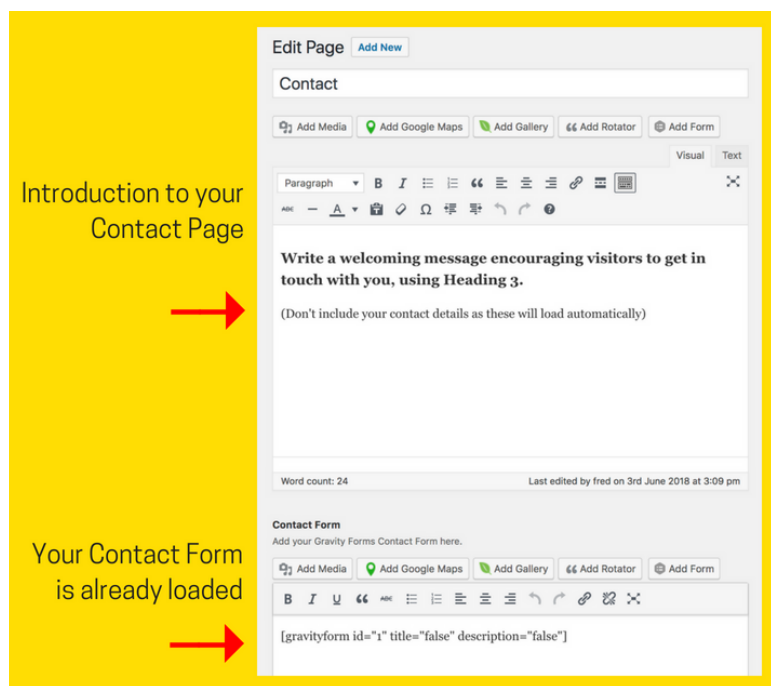 Edit Page Add New
Contact
Add Media Add Google Maps Add Gallery Add Rotator Add Form
Visual Text
Introduction to your
Contact Page
Paragraph B I
ABC A Ω
Write a welcoming message encouraging visitors to get in
touch with you, using Heading 3.
(Don't include your contact details as these will load automatically)
Word count: 24 Last edited by fred on 3rd June 2018 at 3:09 pm
Your Contact Form
is already loaded
Contact Form
Add your Gravity Forms Contact Form here.
Add Media Add Google Maps Add Gallery Add Rotator Add Form
B I U ABC
[gravityform id="1" title="false" description="false"]